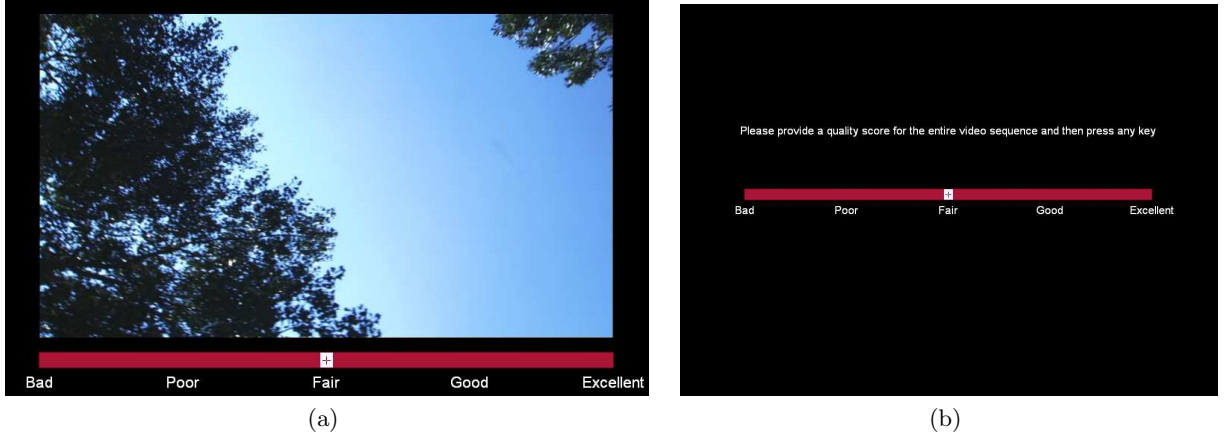 Bad Poor Fair Good Excellent
(a)
Please provide a quality score for the entire video sequence and then press any key
Bad Poor Fair Good Excellent
(b)